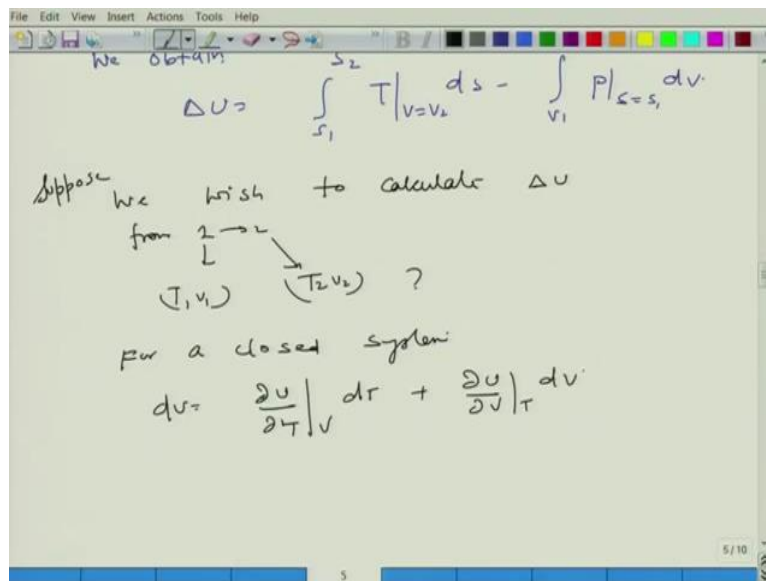 File Edit View Insert Actions Tools Help
We obtain
ΔU = ∫_{S1}^{S2} T|_{V=V2} ds - ∫_{V1} P|_{S=S1} dv.
Suppose We wish to calculate ΔU
from 1 → 2
(T1 V1) (T2 V2) ?
For a closed system
dU = ∂U/∂T|_V dT + ∂U/∂V|_T dV
5/10
5